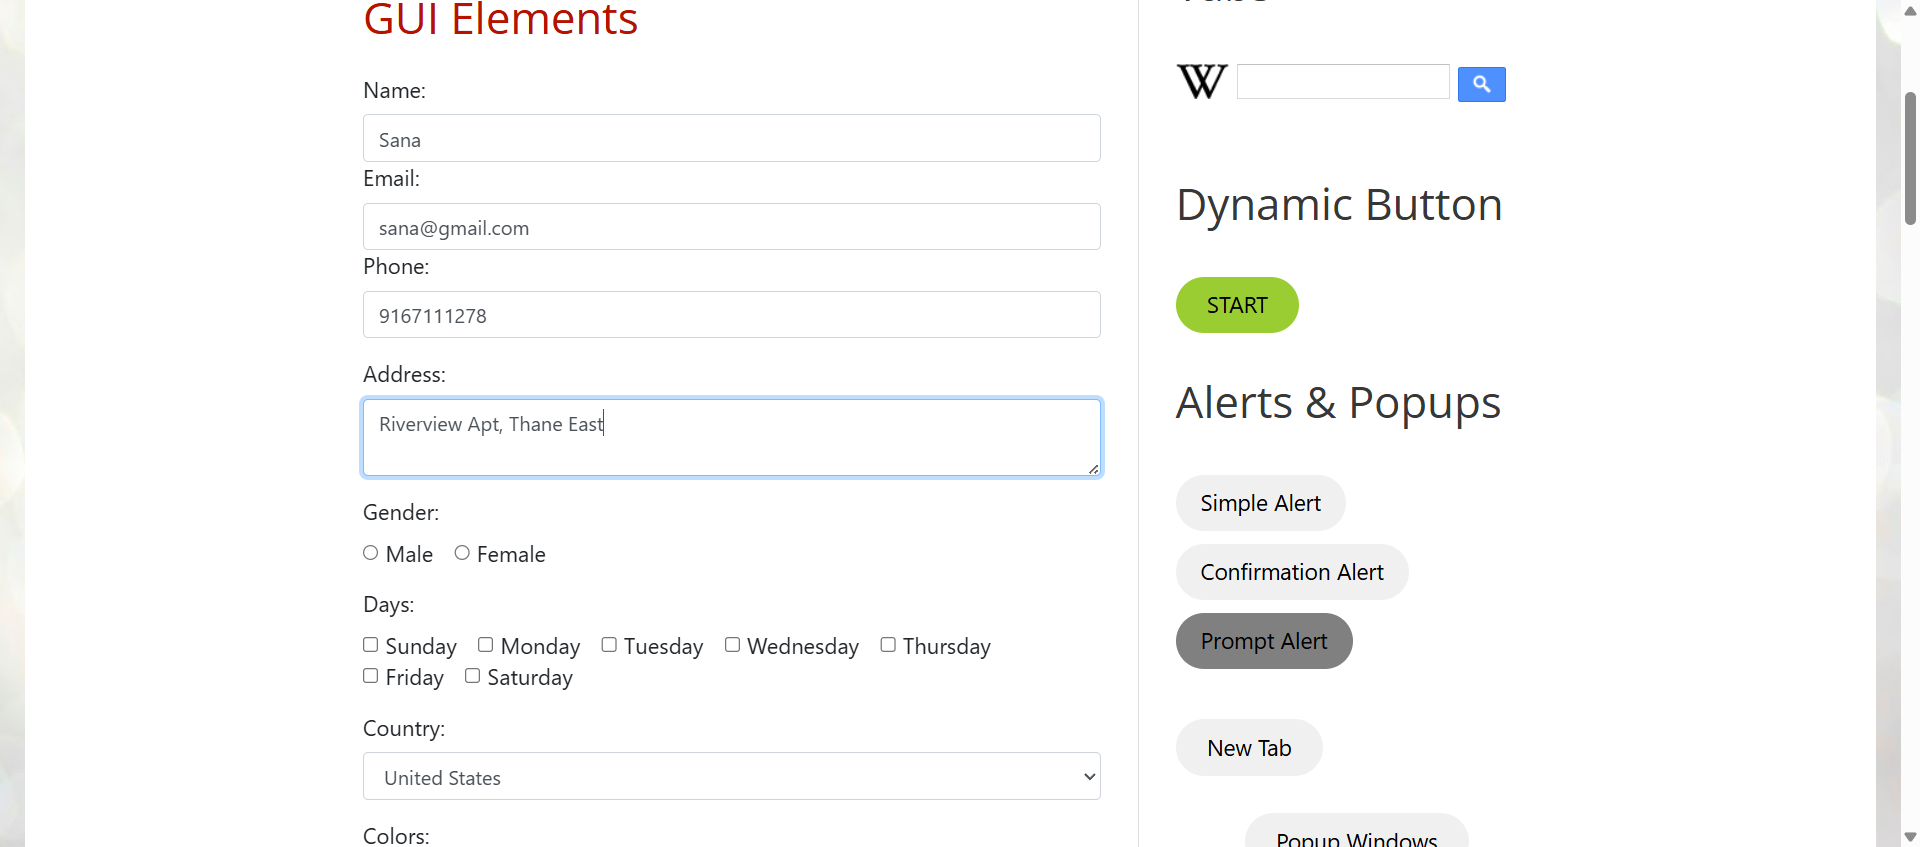 GUI Elements
Name:
Sana
Email:
sana@gmail.com
Phone:
9167111278
Address:
Riverview Apt, Thane East
Gender:
Male Female
Days:
Sunday Monday Tuesday Wednesday Thursday
Friday Saturday
Country:
United States
Colors:
W
Dynamic Button
START
Alerts & Popups
Simple Alert
Confirmation Alert
Prompt Alert
New Tab
Popup Windows